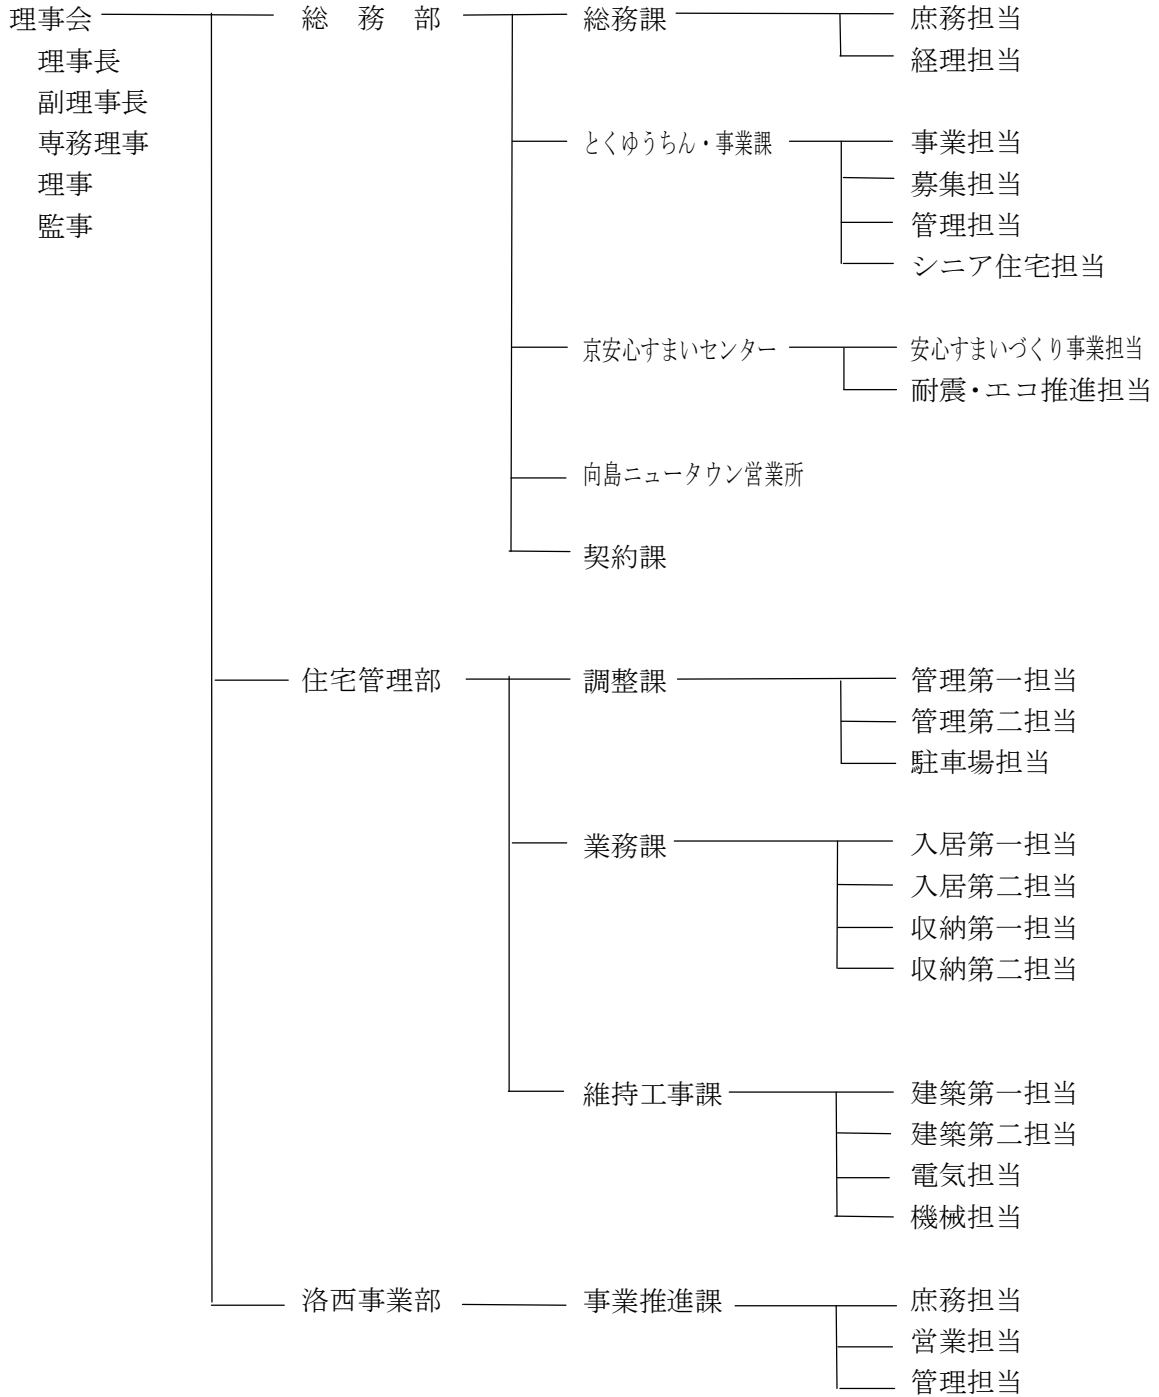 理事会 総務部 総務課 庶務担当
理事長 経理担当
副理事長
専務理事 とくゆうちん・事業課 事業担当
理事 募集担当
監事 管理担当
シニア住宅担当
京安心すまいセンター 安心すまいづくり事業担当
耐震・エコ推進担当
向島ニュータウン営業所
契約課
住宅管理部 調整課 管理第一担当
管理第二担当
駐車場担当
業務課 入居第一担当
入居第二担当
収納第一担当
収納第二担当
維持工事課 建築第一担当
建築第二担当
電気担当
機械担当
洛西事業部 事業推進課 庶務担当
営業担当
管理担当